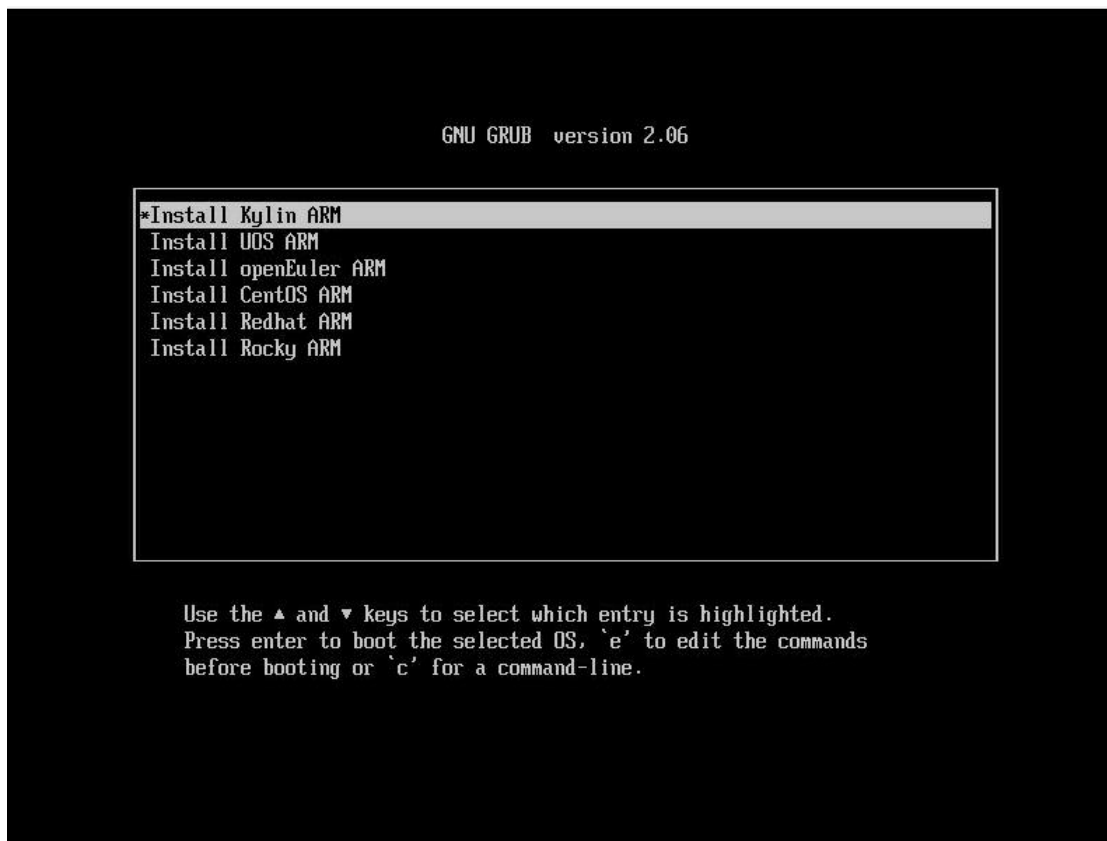 GNU GRUB  version 2.06
*Install Kylin ARM
Install UOS ARM
Install openEuler ARM
Install CentOS ARM
Install Redhat ARM
Install Rocky ARM
Use the ▲ and ▼ keys to select which entry is highlighted.
Press enter to boot the selected OS, `e' to edit the commands
before booting or `c' for a command-line.